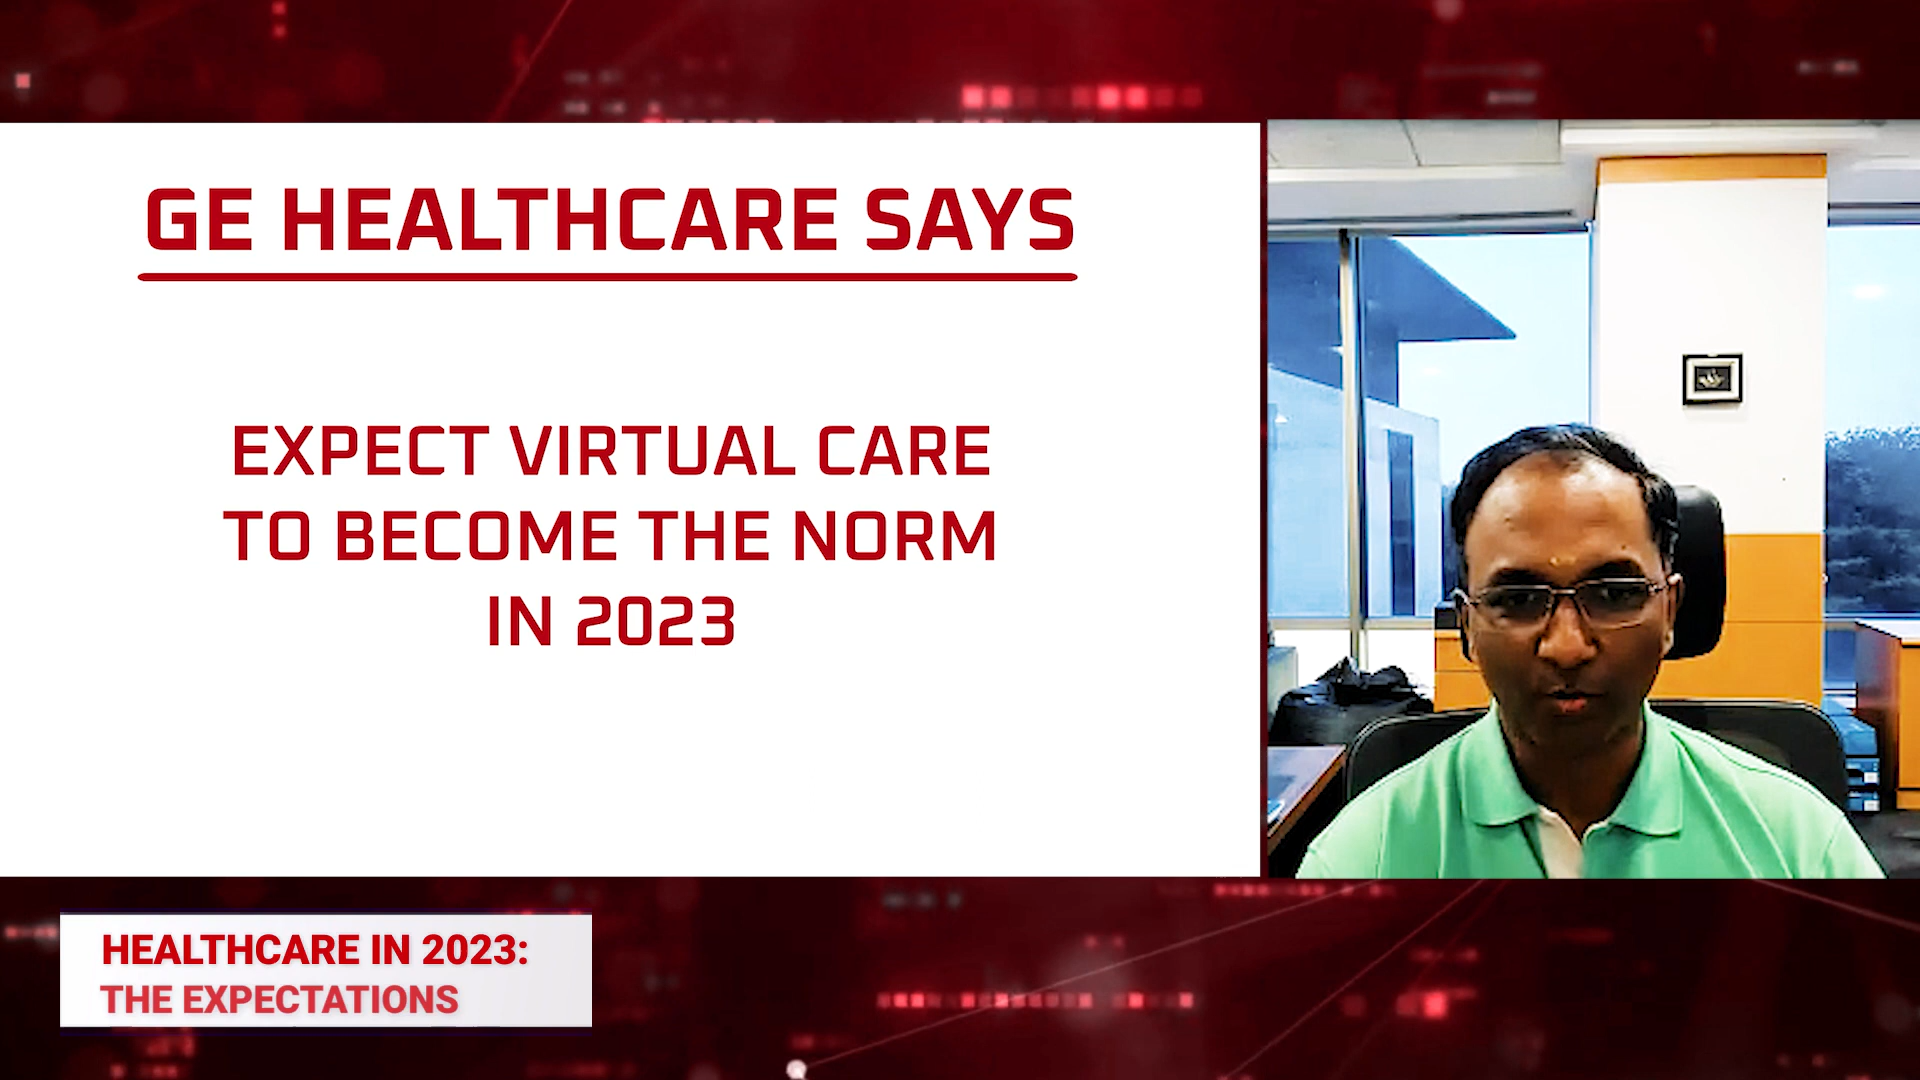 GE HEALTHCARE SAYS
EXPECT VIRTUAL CARE
TO BECOME THE NORM
IN 2023
HEALTHCARE IN 2023:
THE EXPECTATIONS